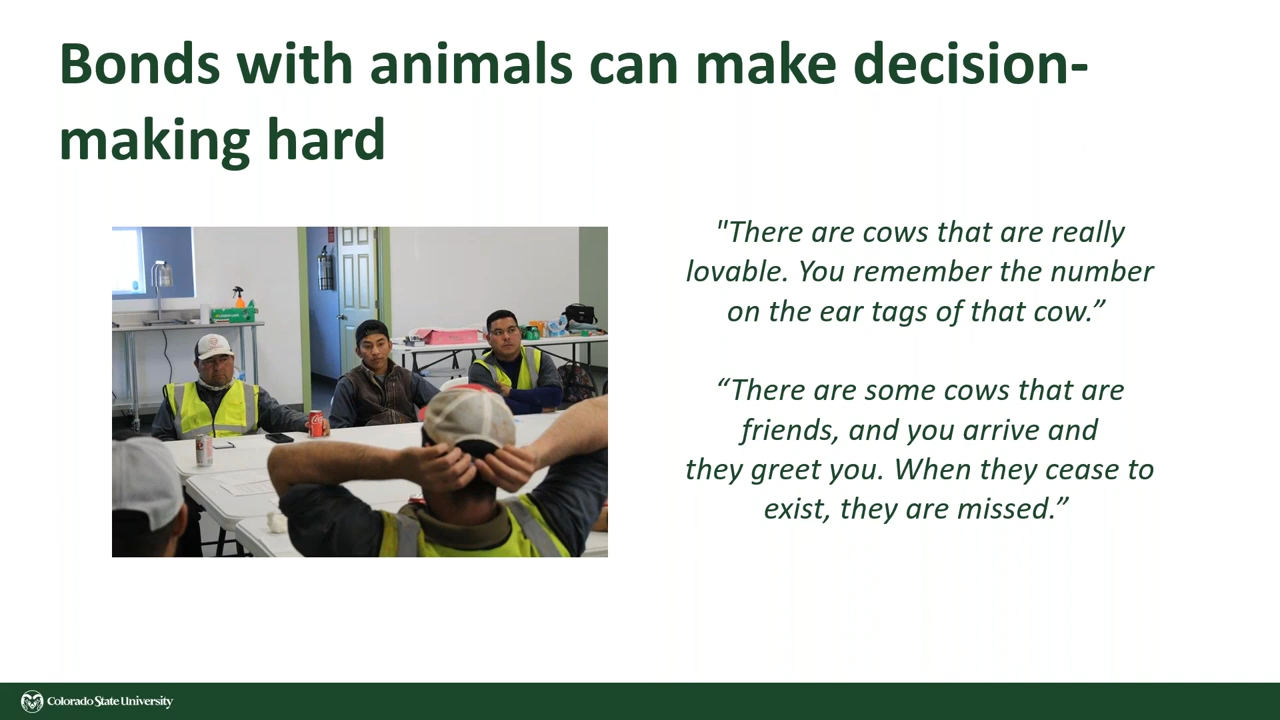 Bonds with animals can make decision-
making hard
"There are cows that are really
lovable. You remember the number
on the ear tags of that cow.”
“There are some cows that are
friends, and you arrive and
they greet you. When they cease to
exist, they are missed.”
Colorado State University